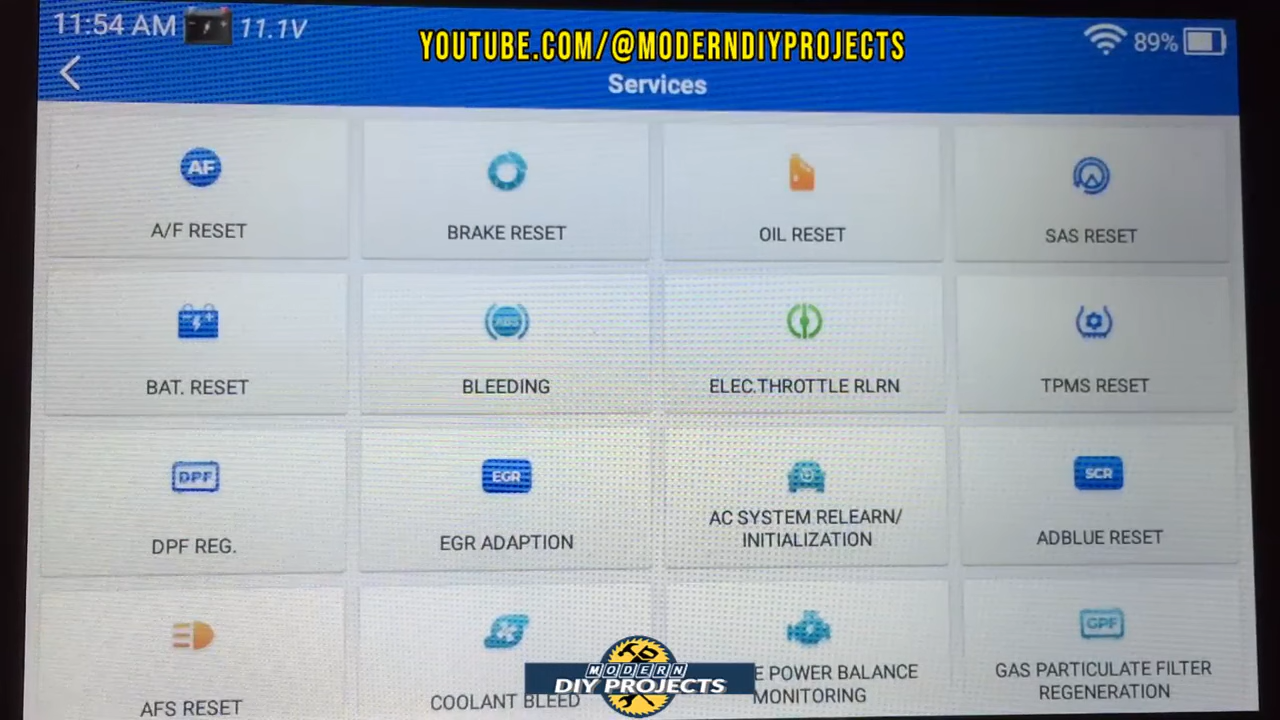 11:54 AM 11.1V
YOUTUBE.COM/@MODERNDIYPROJECTS
89%
Services
AF
A/F RESET
BRAKE RESET
OIL RESET
SAS RESET
BAT. RESET
ABS
BLEEDING
ELEC.THROTTLE RLRN
TPMS RESET
DPF
DPF REG.
EGR
EGR ADAPTION
AC SYSTEM RELEARN/
INITIALIZATION
SCR
ADBLUE RESET
AFS RESET
COOLANT BLEED
POWER BALANCE
MONITORING
GPF
GAS PARTICULATE FILTER
REGENERATION
MODERN
DIY PROJECTS